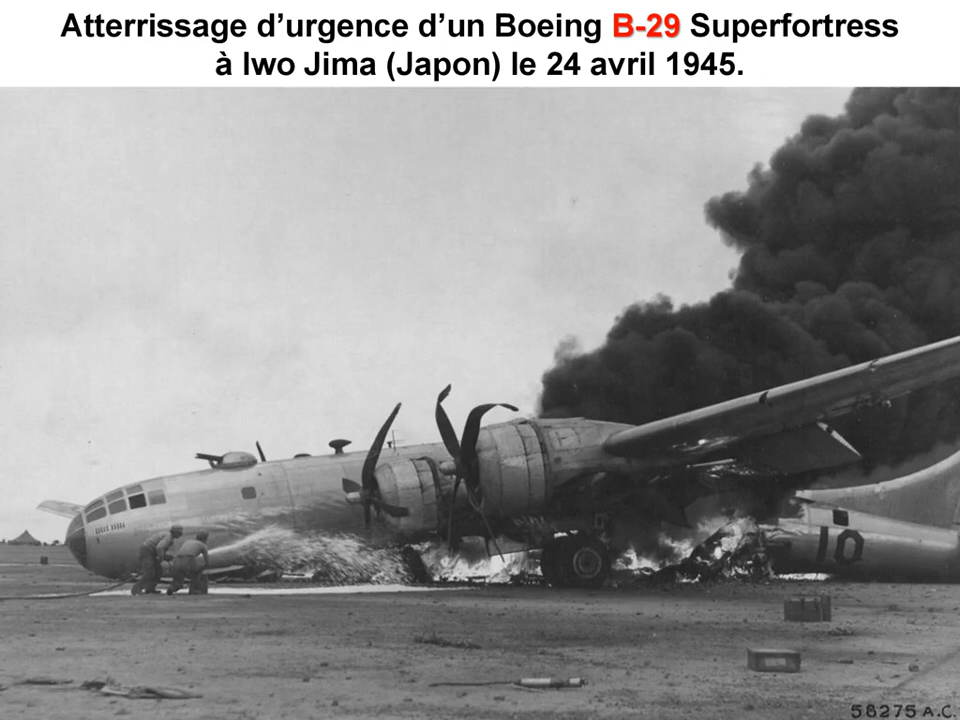 Atterrissage d’urgence d’un Boeing B-29 Superfortress
à Iwo Jima (Japon) le 24 avril 1945.
10
58275 A.C.